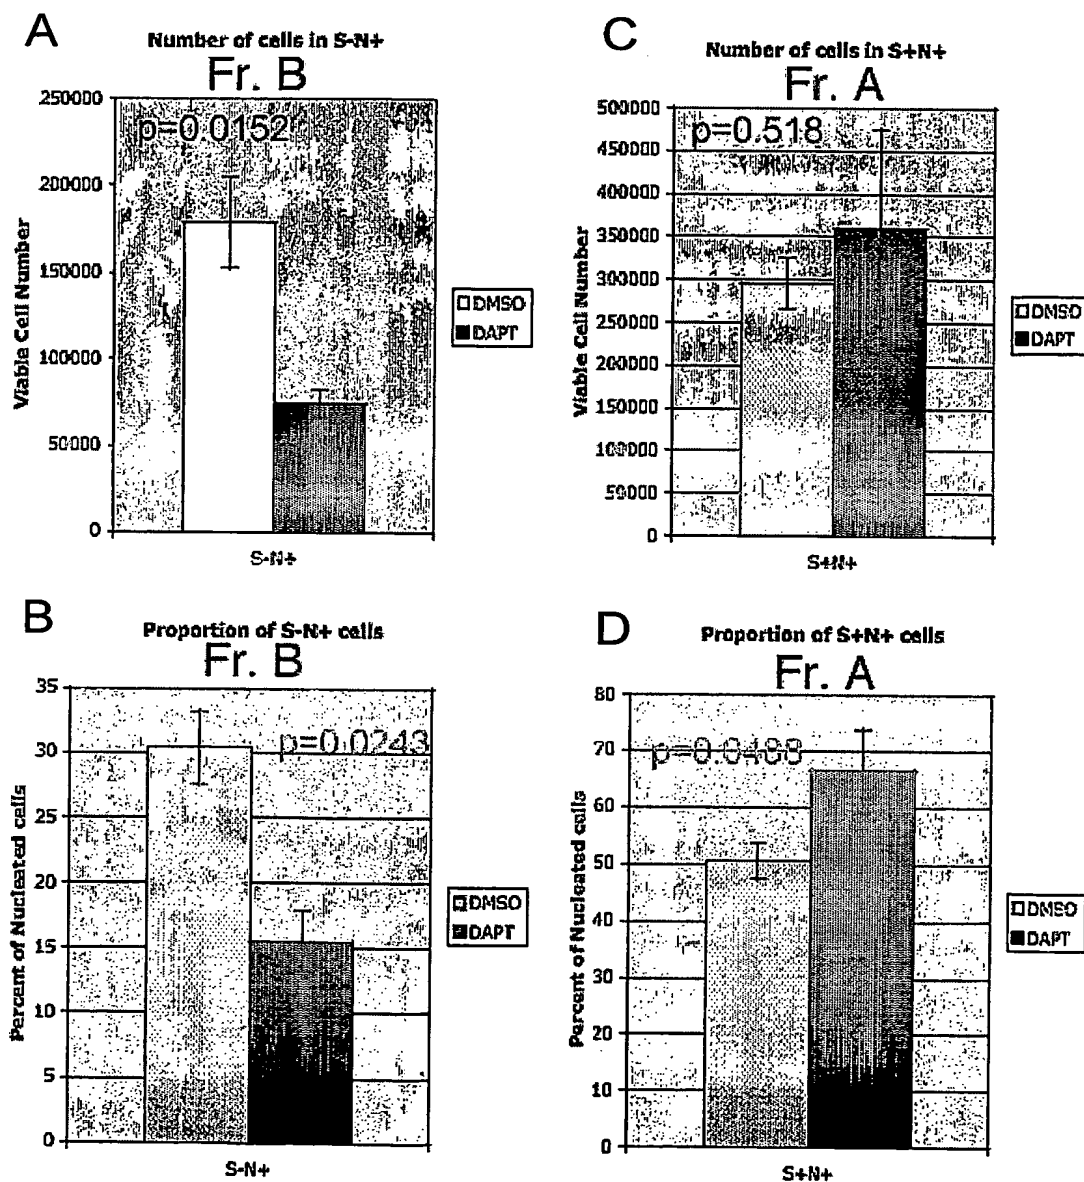 A
Number of cells in S-N+
Fr. B
p=0.0152
250000
200000
150000
100000
50000
0
Viable Cell Number
S-N+
DMSO
DAPT
C
Number of cells in S+N+
Fr. A
p=0.518
500000
450000
400000
350000
300000
250000
200000
150000
100000
50000
0
Viable Cell Number
S+N+
DMSO
DAPT
B
Proportion of S-N+ cells
Fr. B
p=0.0243
35
30
25
20
15
10
5
0
Percent of Nucleated cells
S-N+
DMSO
DAPT
D
Proportion of S+N+ cells
Fr. A
p=0.0488
80
70
60
50
40
30
20
10
0
Percent of Nucleated cells
S+N+
DMSO
DAPT